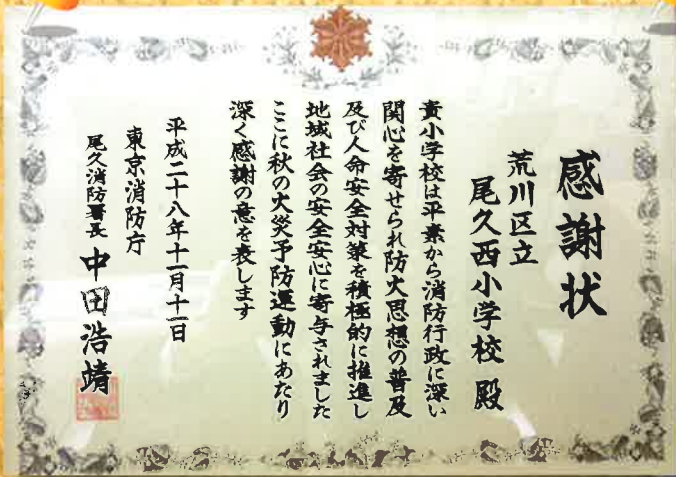 感謝状
荒川区立
尾久西小学校 殿
貴小学校は平素から消防行政に深い
関心を寄せられ防火思想の普及
及び人命安全対策を積極的に推進し
地域社会の安全安心に寄与されました
ここに秋の火災予防運動にあたり
深く感謝の意を表します
平成二十八年十一月十一日
東京消防庁
尾久消防署長 中田浩靖